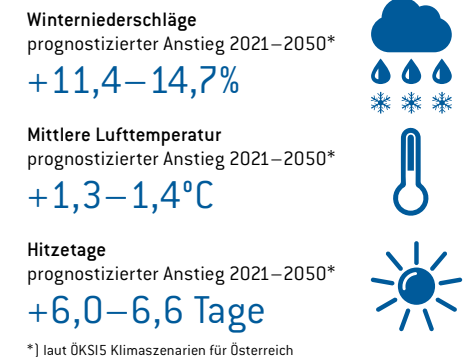 Winterniederschläge
prognostizierter Anstieg 2021–2050*
+11,4–14,7%
Mittlere Lufttemperatur
prognostizierter Anstieg 2021–2050*
+1,3–1,4°C
Hitzetage
prognostizierter Anstieg 2021–2050*
+6,0–6,6 Tage
*) laut ÖKSI5 Klimaszenarien für Österreich